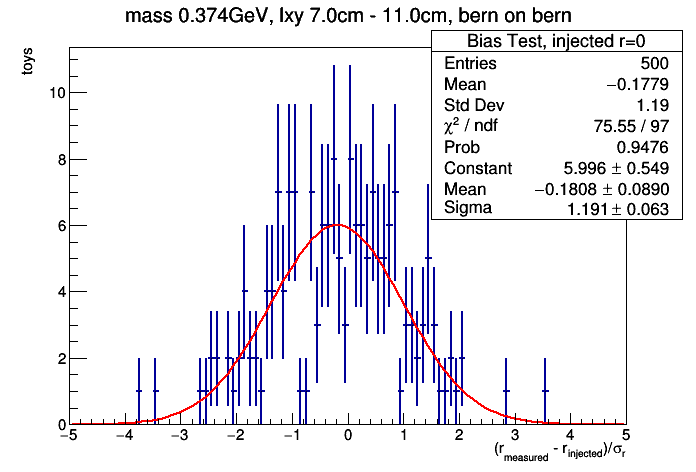 mass 0.374GeV, lxy 7.0cm - 11.0cm, bern on bern
Bias Test, injected r=0
Entries 500
Mean −0.1779
Std Dev 1.19
χ² / ndf 75.55 / 97
Prob 0.9476
Constant 5.996 ± 0.549
Mean −0.1808 ± 0.0890
Sigma 1.191 ± 0.063
toys
10
8
6
4
2
0
−5 −4 −3 −2 −1 0 1 2 3 4 5
(r_measured - r_injected)/σ_r